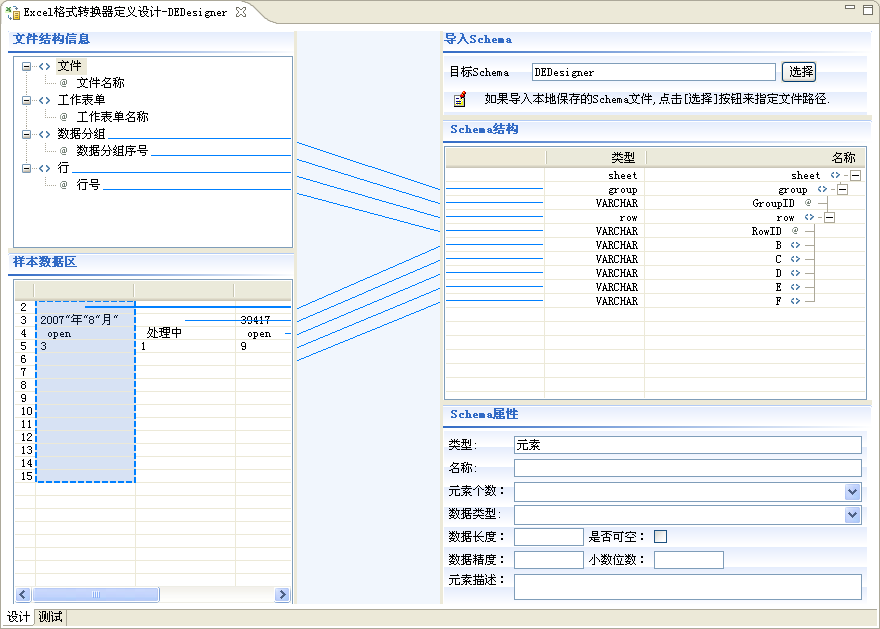 Excel格式转换器定义设计-DEDesigner
文件结构信息
文件
@ 文件名称
工作表单
@ 工作表单名称
数据分组
@ 数据分组序号
行
@ 行号
样本数据区
2
3 2007"年"8"月" 39417
4 open 处理中 open
5 3 1 9
6
7
8
9
10
11
12
13
14
15
导入Schema
目标Schema DEDesigner 选择
如果导入本地保存的Schema文件,点击[选择]按钮来指定文件路径.
Schema结构
类型 名称
sheet sheet
group group
VARCHAR GroupID @
row row
VARCHAR RowID @
VARCHAR B
VARCHAR C
VARCHAR D
VARCHAR E
VARCHAR F
Schema属性
类型: 元素
名称:
元素个数：
数据类型:
数据长度： 是否可空：
数据精度： 小数位数：
元素描述：
设计 测试